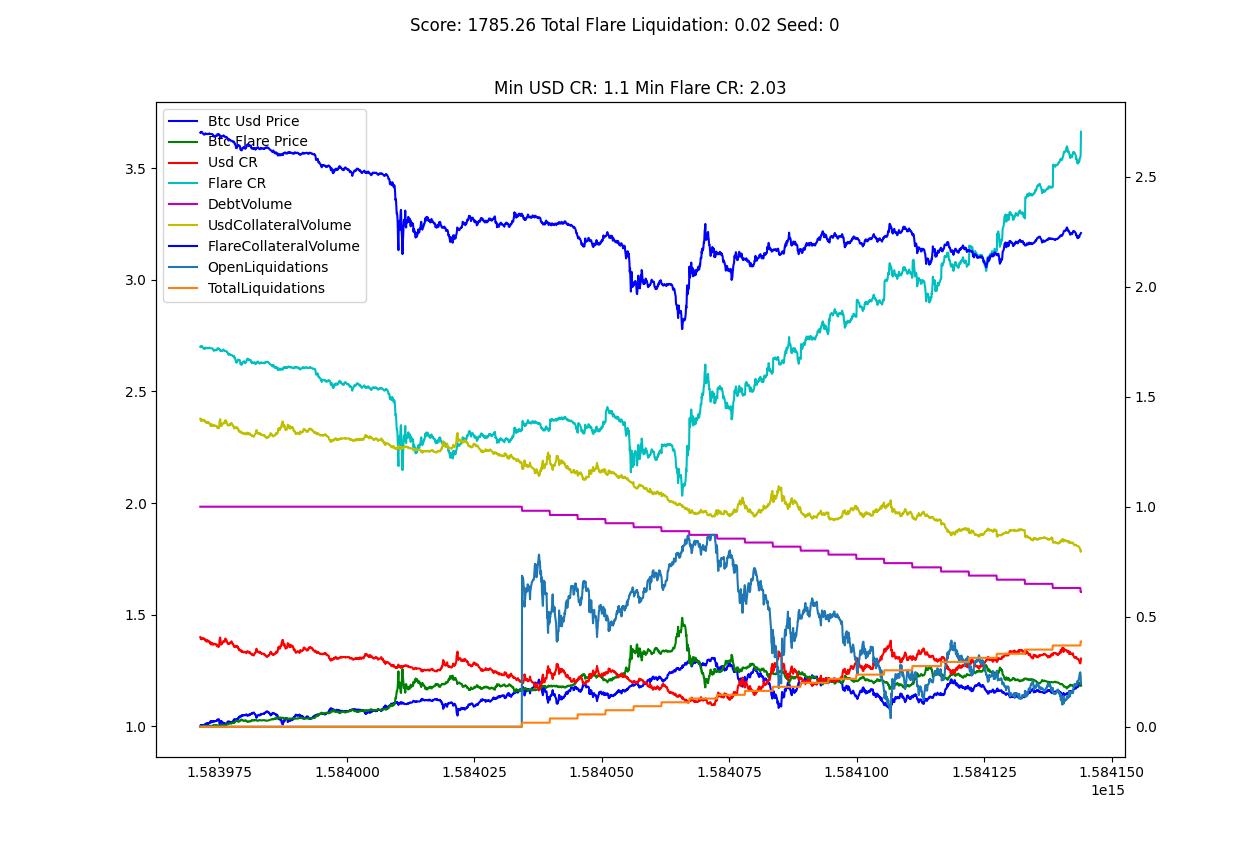 Score: 1785.26 Total Flare Liquidation: 0.02 Seed: 0
Min USD CR: 1.1 Min Flare CR: 2.03
Btc Usd Price
Btc Flare Price
Usd CR
Flare CR
DebtVolume
UsdCollateralVolume
FlareCollateralVolume
OpenLiquidations
TotalLiquidations
3.5
3.0
2.5
2.0
1.5
1.0
2.5
2.0
1.5
1.0
0.5
0.0
1.583975 1.584000 1.584025 1.584050 1.584075 1.584100 1.584125 1.584150
1e15